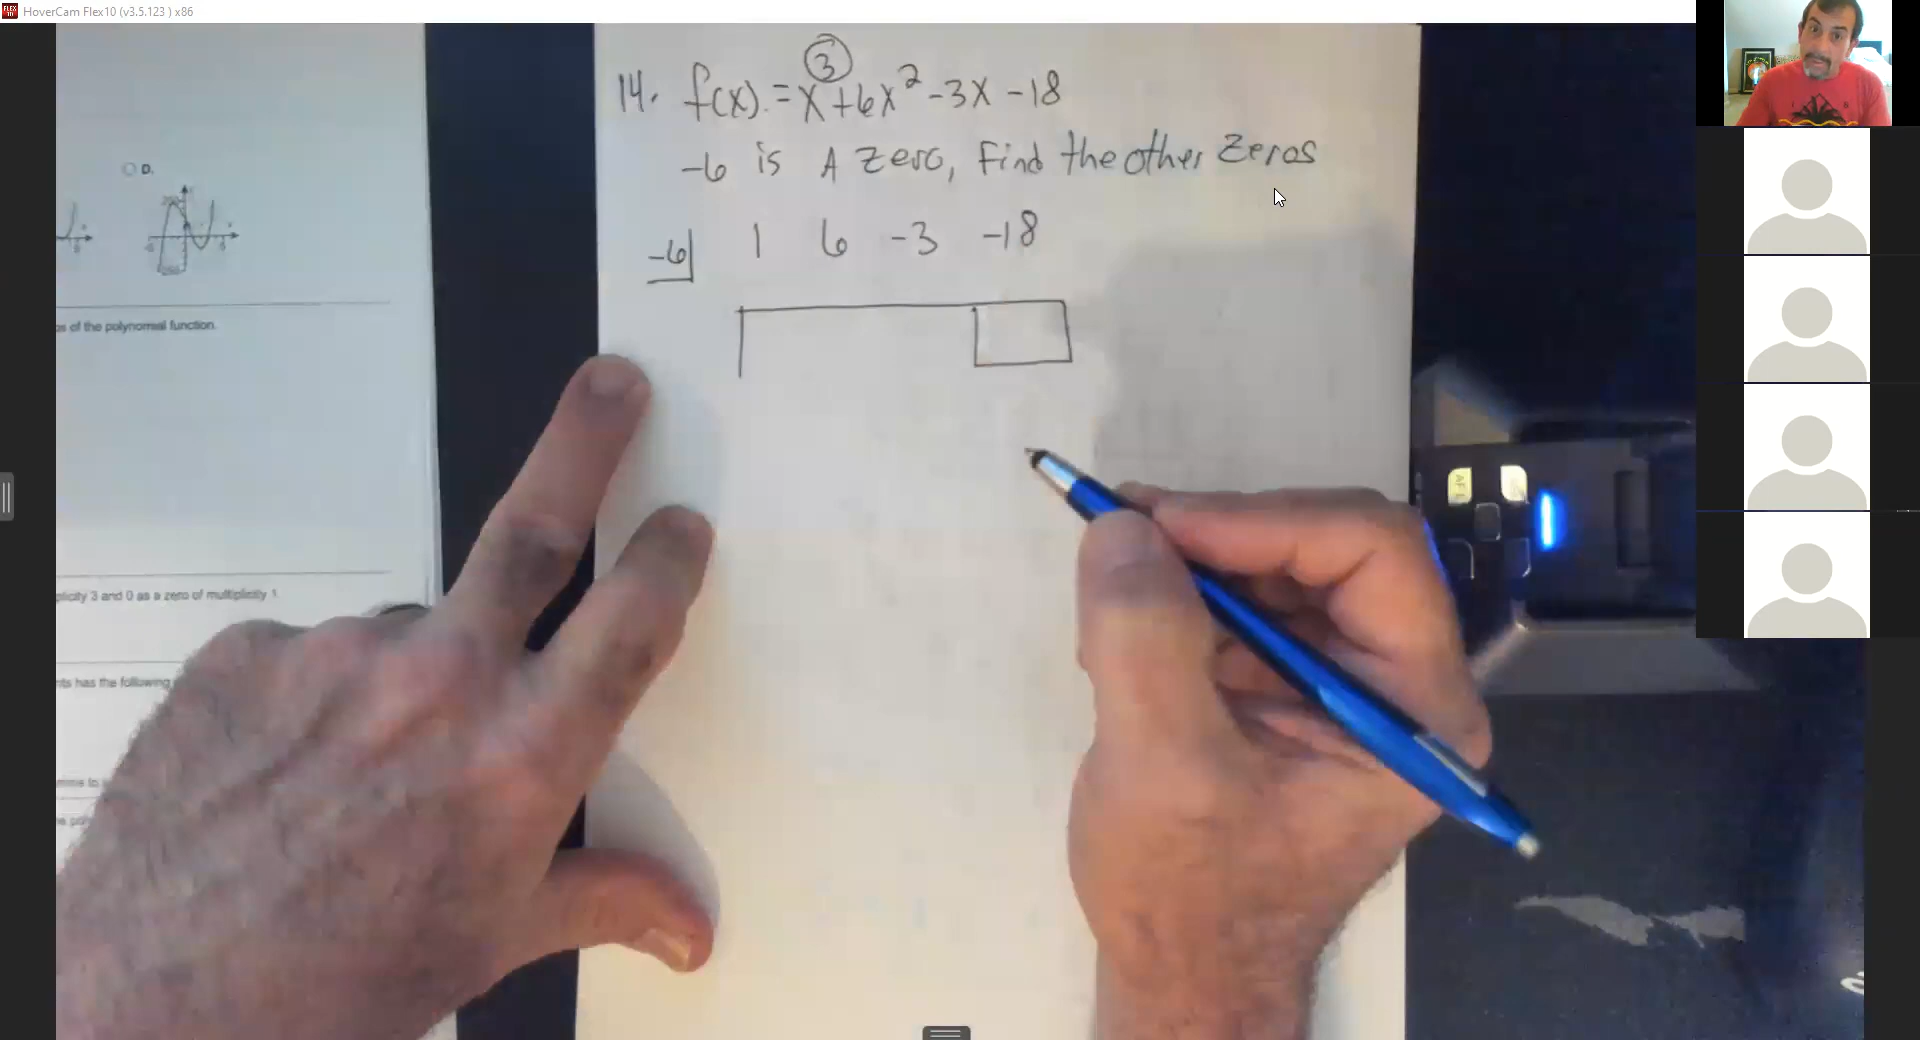 HoverCam Flex10 (v3.5.123 ) x86
14. f(x) = x³ + 6x² - 3x - 18
-6 is A Zero, Find the other Zeros
-6 1 6 -3 -18
D.
of the polynomial function.
3 and 0 as a zero of multiplicity 1
has the following